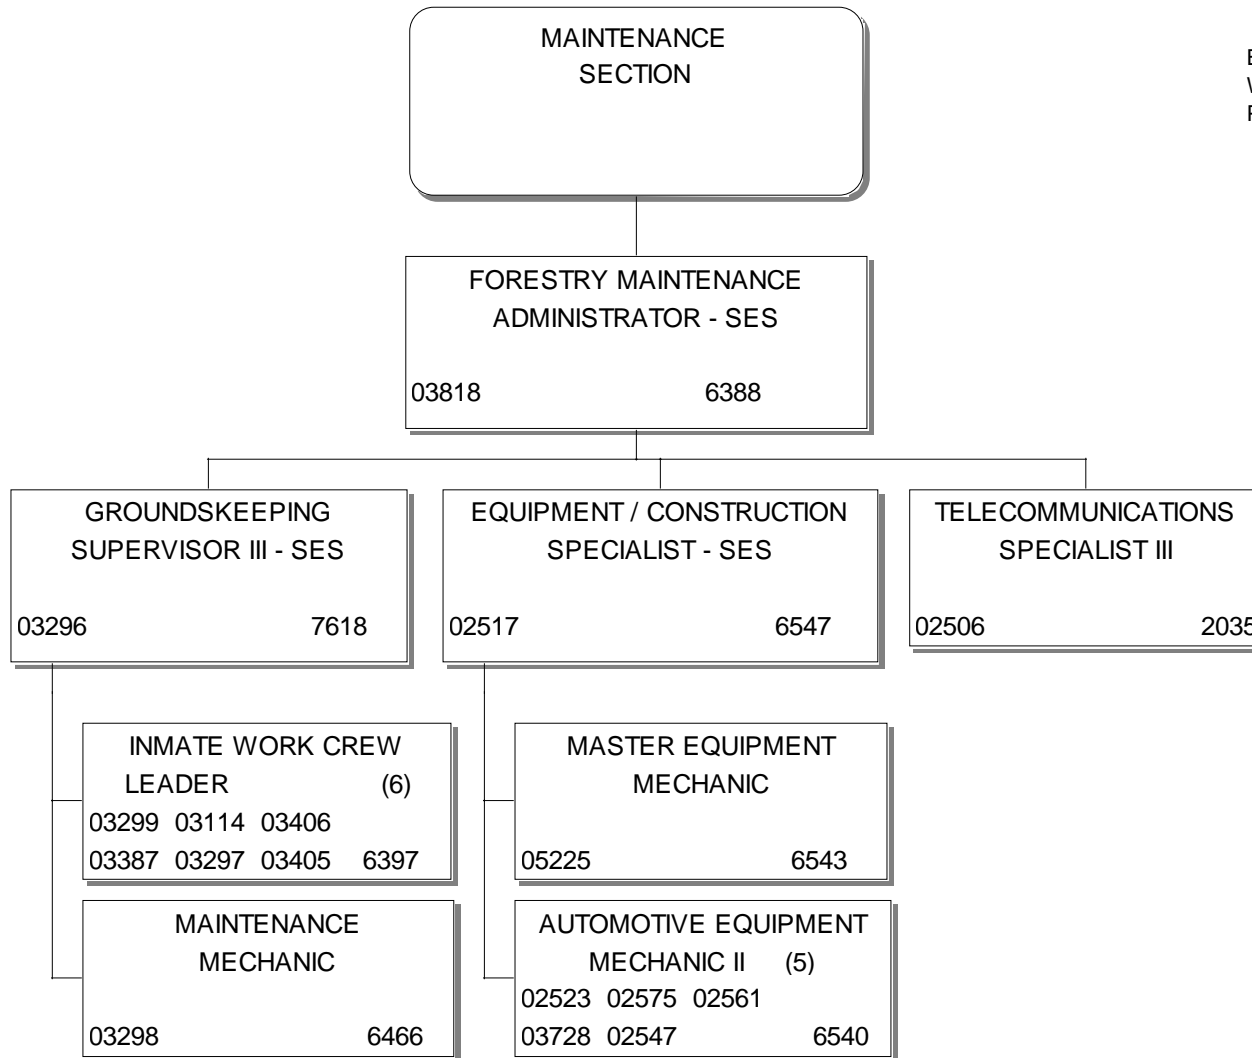 MAINTENANCE
SECTION
FORESTRY MAINTENANCE
ADMINISTRATOR - SES
03818 6388
GROUNDSKEEPING
SUPERVISOR III - SES
03296 7618
EQUIPMENT / CONSTRUCTION
SPECIALIST - SES
02517 6547
TELECOMMUNICATIONS
SPECIALIST III
02506 2035
INMATE WORK CREW
LEADER (6)
03299 03114 03406
03387 03297 03405 6397
MAINTENANCE
MECHANIC
03298 6466
MASTER EQUIPMENT
MECHANIC
05225 6543
AUTOMOTIVE EQUIPMENT
MECHANIC II (5)
02523 02575 02561
03728 02547 6540